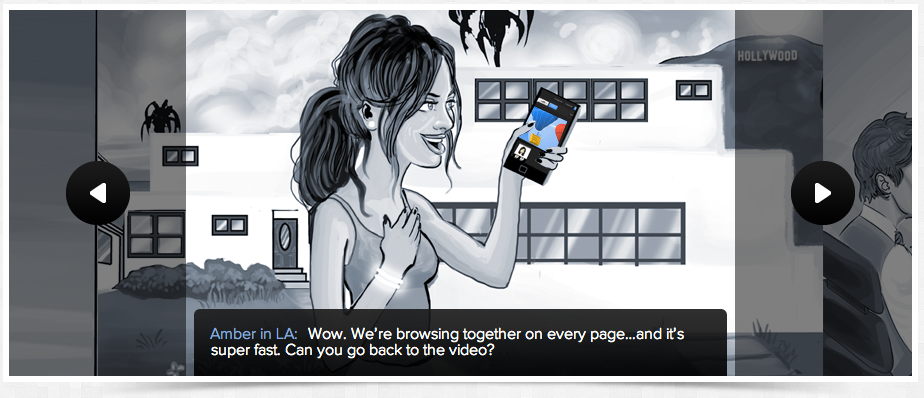 HOLLYWOOD
Amber in LA: Wow. We're browsing together on every page...and it's
super fast. Can you go back to the video?